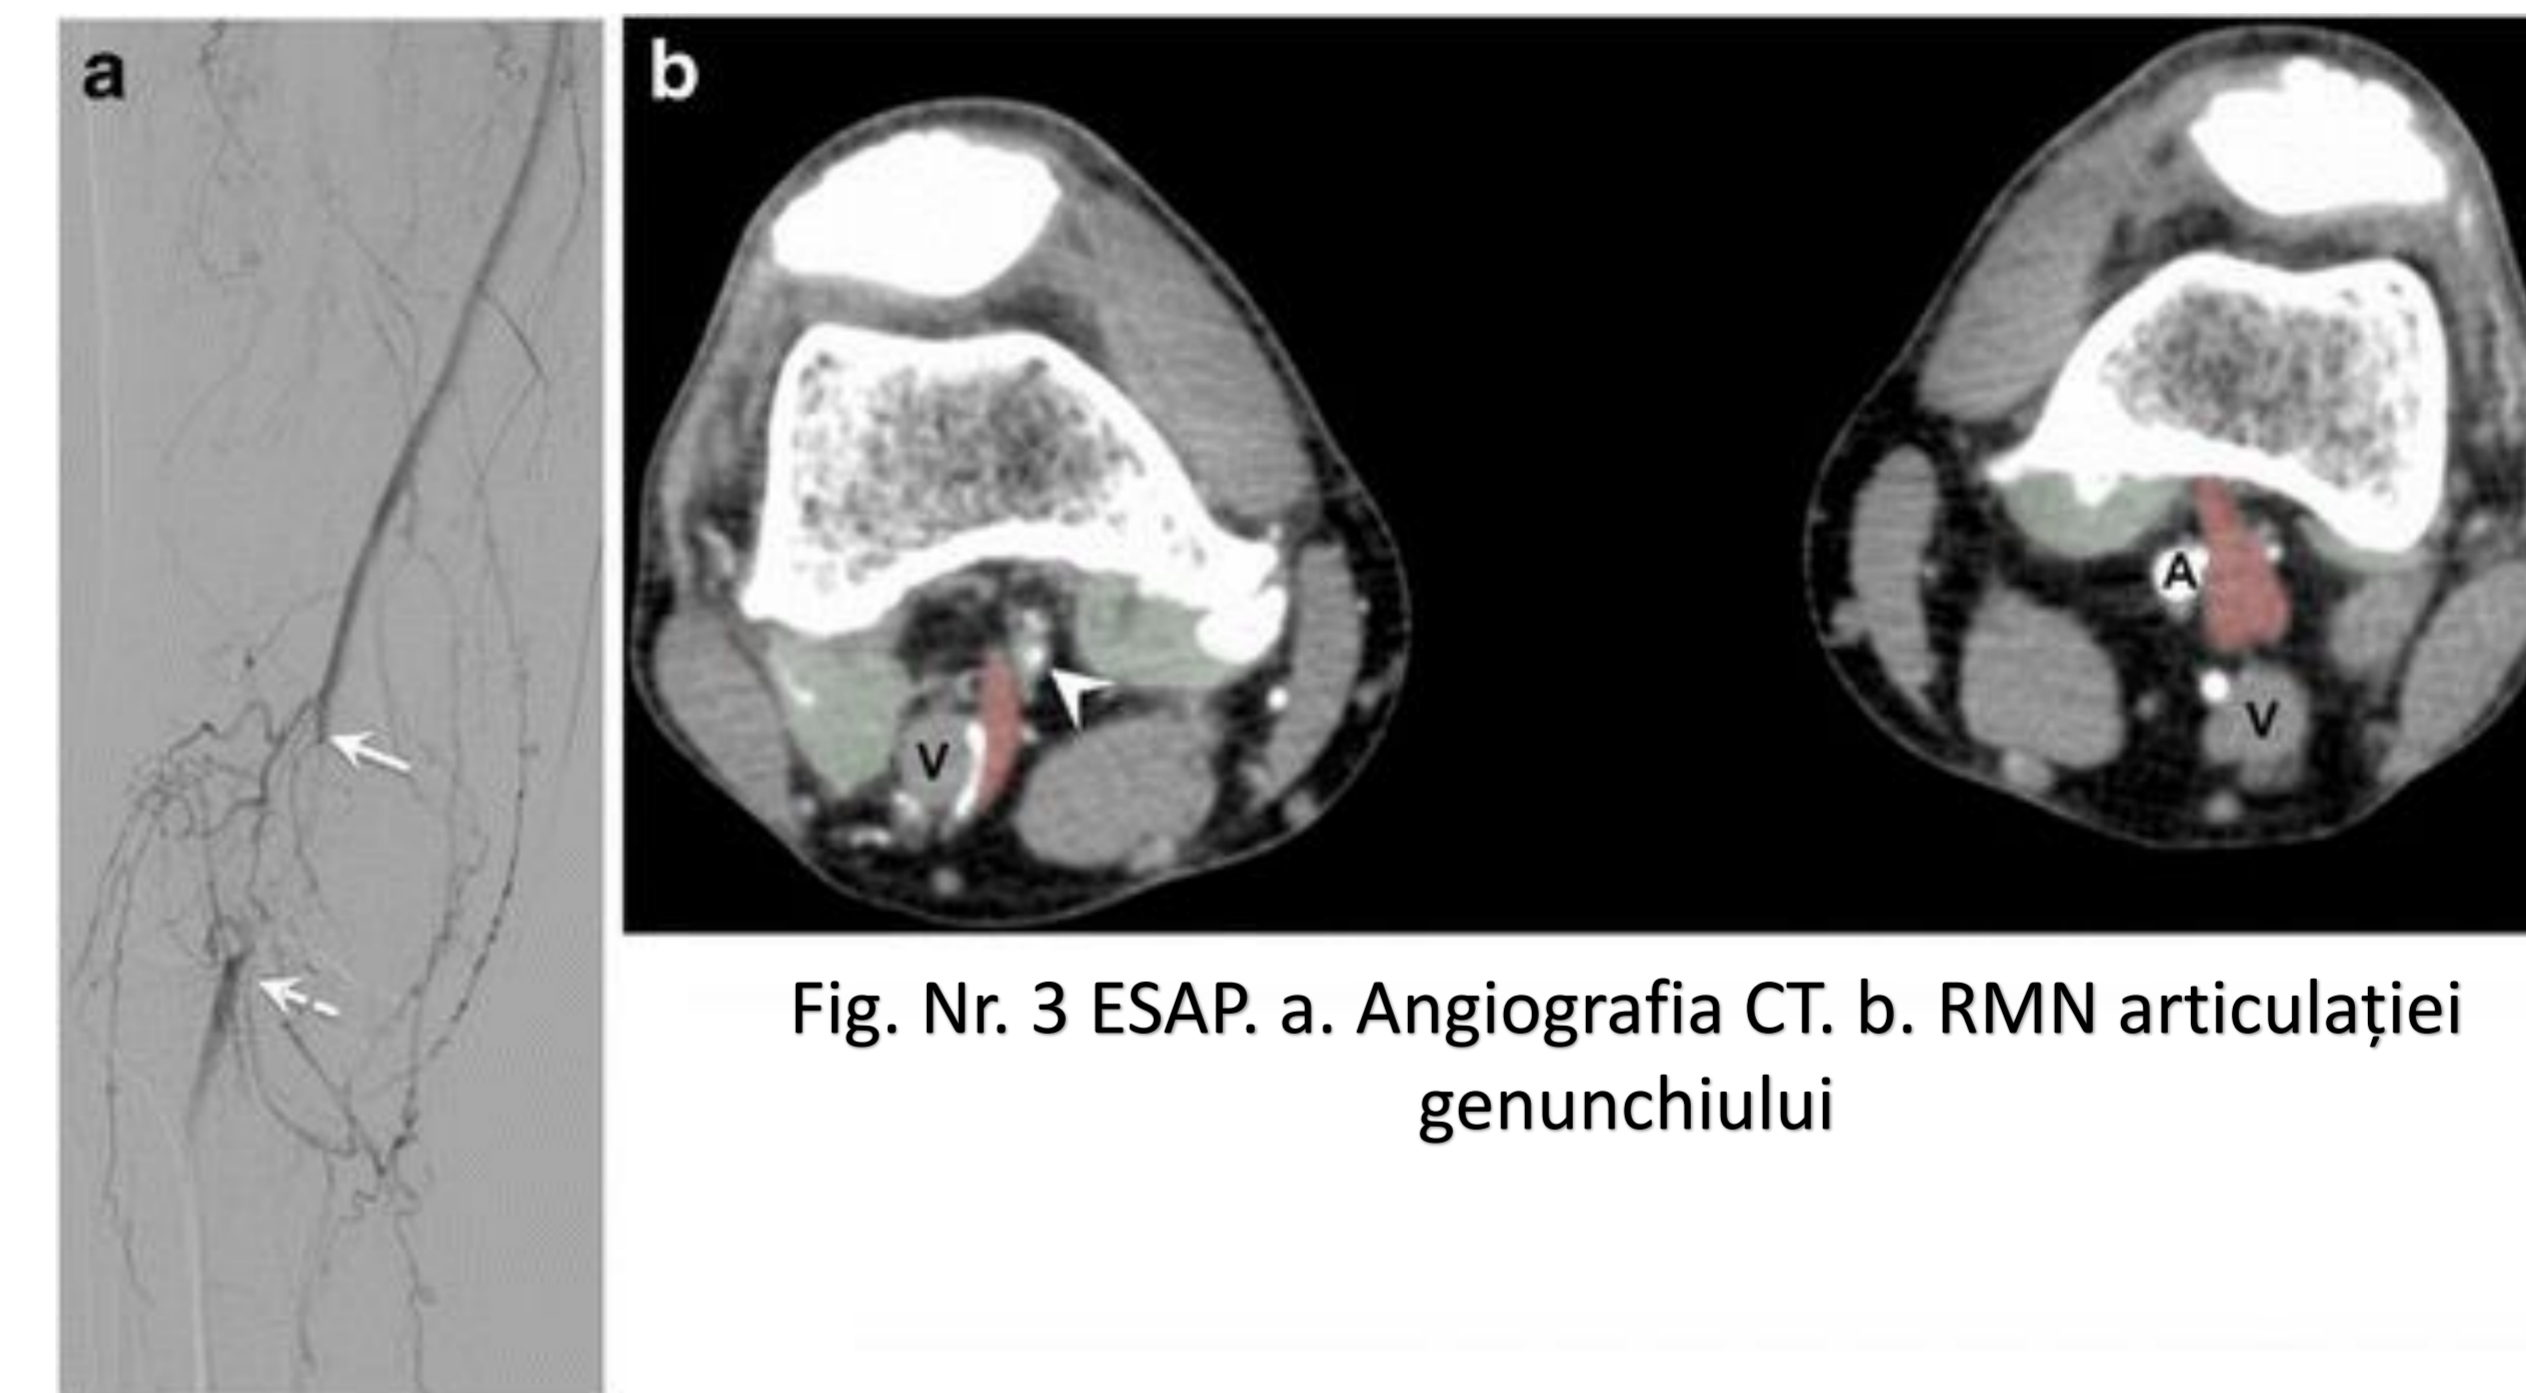 a
b
A
V
V
Fig. Nr. 3 ESAP. a. Angiografia CT. b. RMN articulației
genunchiului